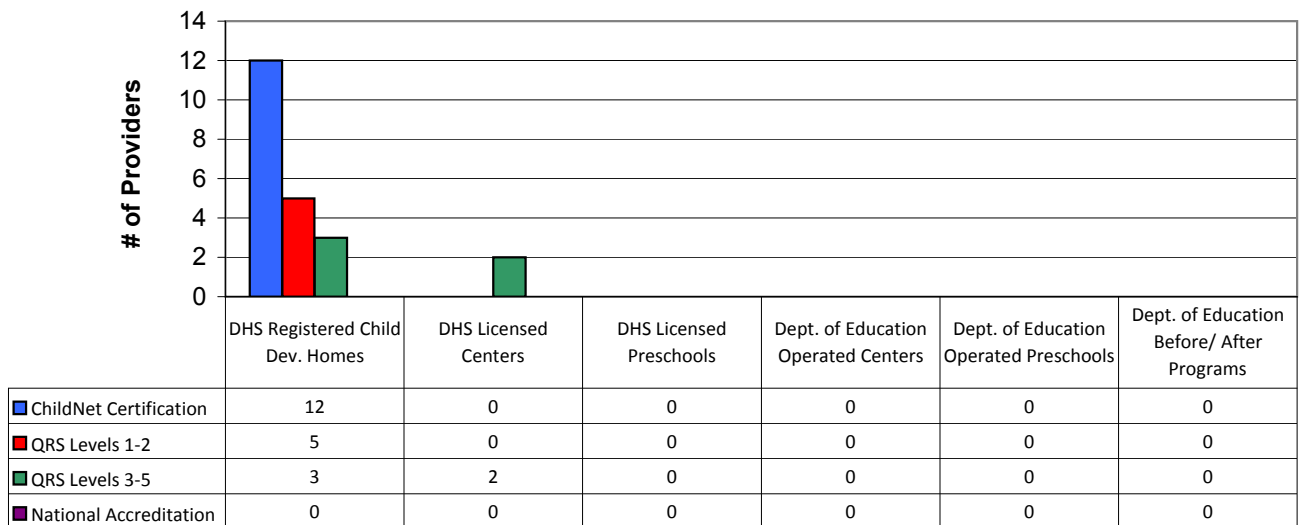 14
12
10
8
6
4
2
0
# of Providers
DHS Registered Child
Dev. Homes
DHS Licensed
Centers
DHS Licensed
Preschools
Dept. of Education
Operated Centers
Dept. of Education
Operated Preschools
Dept. of Education
Before/ After
Programs
ChildNet Certification 12 0 0 0 0 0
QRS Levels 1-2 5 0 0 0 0 0
QRS Levels 3-5 3 2 0 0 0 0
National Accreditation 0 0 0 0 0 0